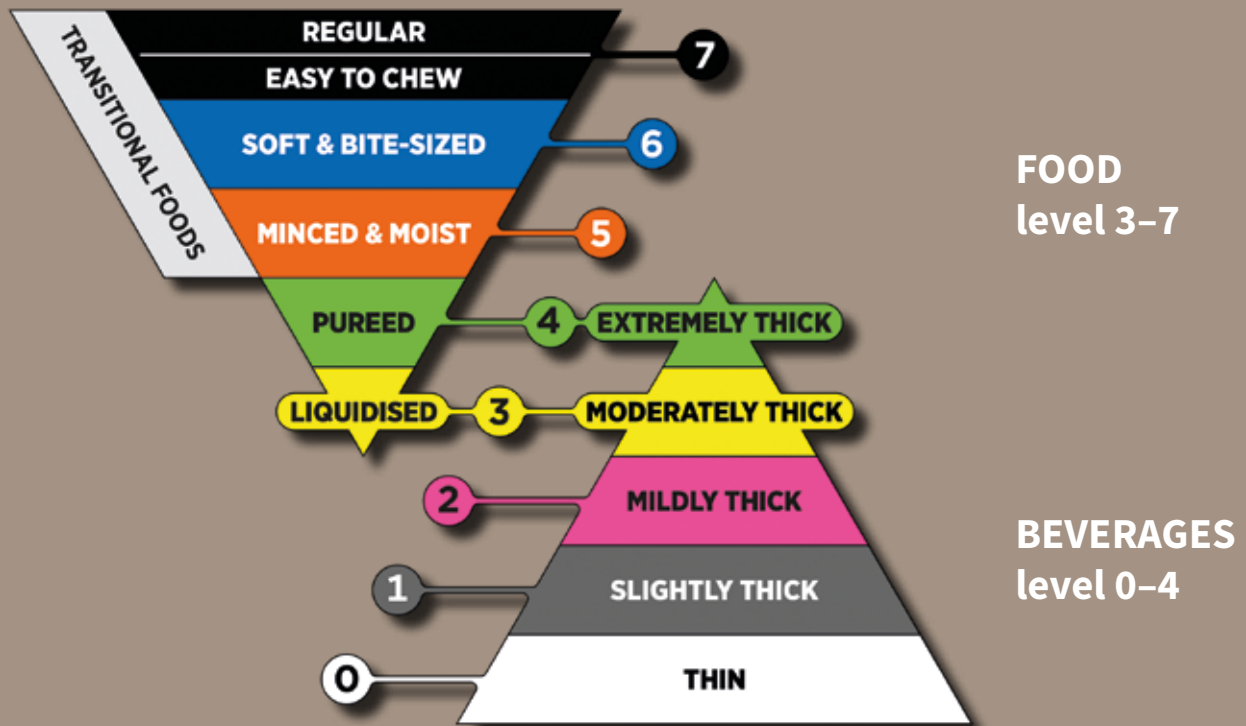 TRANSITIONAL FOODS
REGULAR
EASY TO CHEW
7
SOFT & BITE-SIZED
6
MINCED & MOIST
5
PUREED
4
EXTREMELY THICK
LIQUIDISED
3
MODERATELY THICK
2
MILDLY THICK
1
SLIGHTLY THICK
0
THIN
FOOD
level 3–7
BEVERAGES
level 0–4